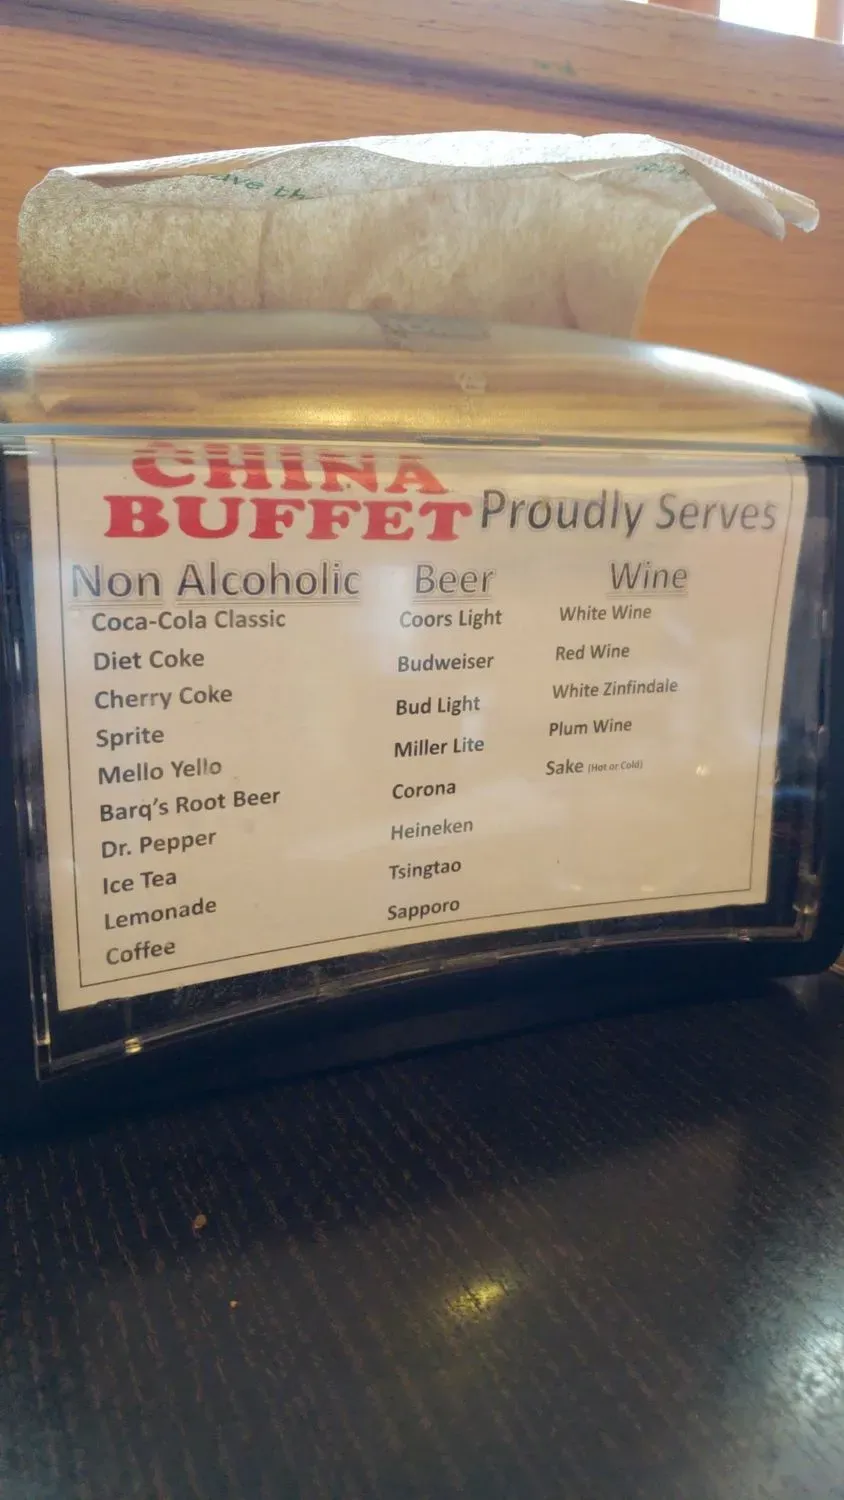 CHINA
BUFFET Proudly Serves
Non Alcoholic
Coca-Cola Classic
Diet Coke
Cherry Coke
Sprite
Mello Yello
Barq's Root Beer
Dr. Pepper
Ice Tea
Lemonade
Coffee
Beer
Coors Light
Budweiser
Bud Light
Miller Lite
Corona
Heineken
Tsingtao
Sapporo
Wine
White Wine
Red Wine
White Zinfindale
Plum Wine
Sake (Hot or Cold)